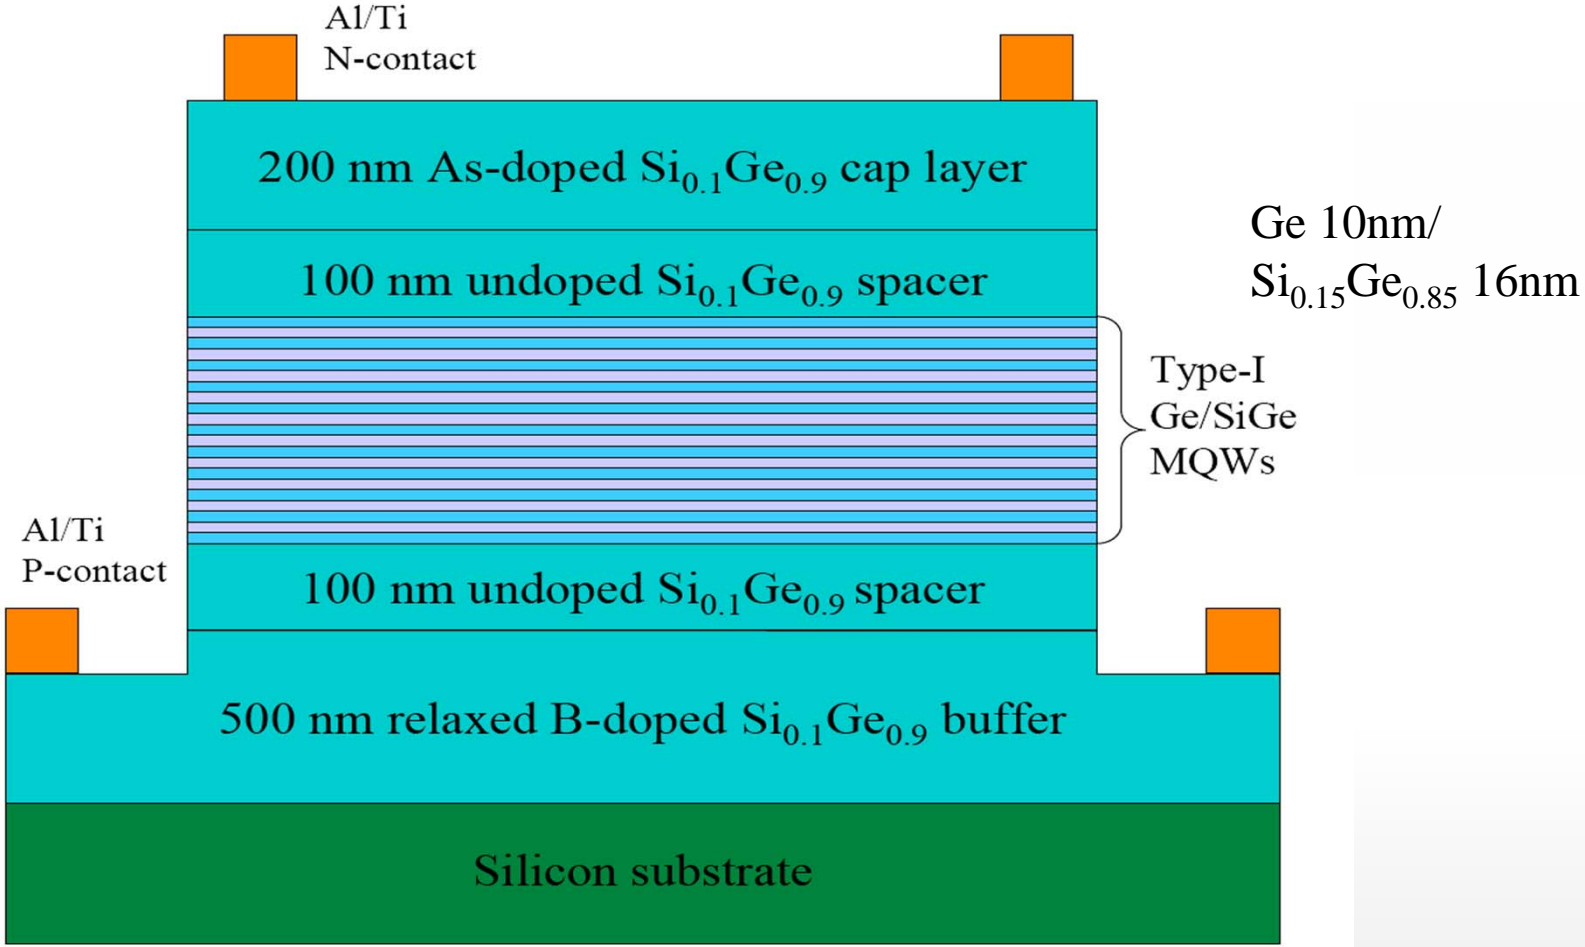 Al/Ti
N-contact
200 nm As-doped Si₀.₁Ge₀.₉ cap layer
100 nm undoped Si₀.₁Ge₀.₉ spacer
Ge 10nm/
Si₀.₁₅Ge₀.₈₅ 16nm
Type-I
Ge/SiGe
MQWs
Al/Ti
P-contact
100 nm undoped Si₀.₁Ge₀.₉ spacer
500 nm relaxed B-doped Si₀.₁Ge₀.₉ buffer
Silicon substrate